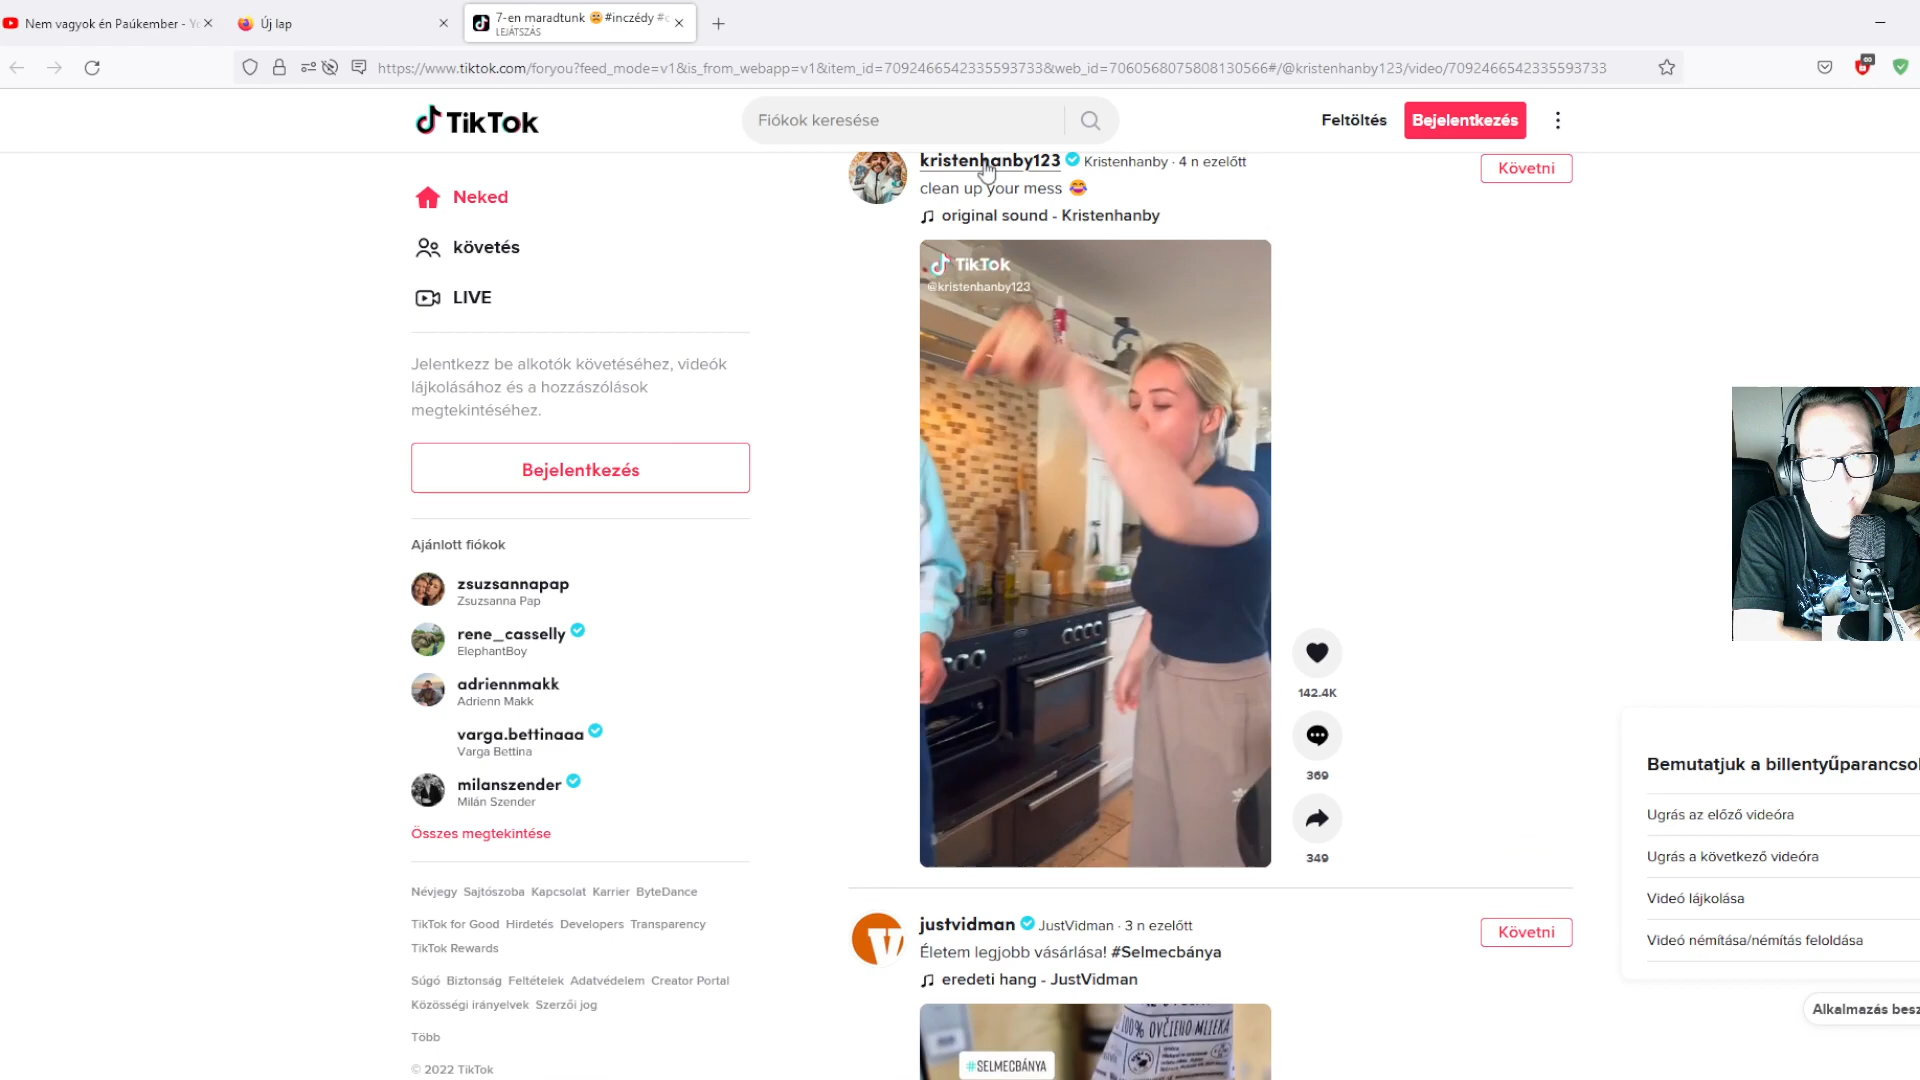 Nem vagyok én Paúkember - Yo
Új lap
7-en maradtunk #inczédy #c
LEJÁTSZÁS
https://www.tiktok.com/foryou?feed_mode=v1&is_from_webapp=v1&item_id=7092466542335593733&web_id=7060568075808130566#/@kristenhanby123/video/7092466542335593733
TikTok
Fiókok keresése
Feltöltés
Bejelentkezés
Neked
követés
LIVE
Jelentkezz be alkotók követéséhez, videók
lájkolásához és a hozzászólások
megtekintéséhez.
Bejelentkezés
Ajánlott fiókok
zsuzsannapap
Zsuzsanna Pap
rene_casselly
ElephantBoy
adriennmakk
Adrienn Makk
varga.bettinaaa
Varga Bettina
milanszender
Milán Szender
Összes megtekintése
Névjegy Sajtószoba Kapcsolat Karrier ByteDance
TikTok for Good Hirdetés Developers Transparency
TikTok Rewards
Súgó Biztonság Feltételek Adatvédelem Creator Portal
Közösségi irányelvek Szerzői jog
Több
© 2022 TikTok
kristenhanby123 Kristenhanby · 4 n ezelőtt
Követni
clean up your mess
original sound - Kristenhanby
TikTok
@kristenhanby123
142.4K
369
349
justvidman JustVidman · 3 n ezelőtt
Követni
Életem legjobb vásárlása! #Selmecbánya
eredeti hang - JustVidman
100% OVČIEHO MLIEKA
#SELMECBÁNYA
Bemutatjuk a billentyűparancsol
Ugrás az előző videóra
Ugrás a következő videóra
Videó lájkolása
Videó némítása/némítás feloldása
Alkalmazás besz